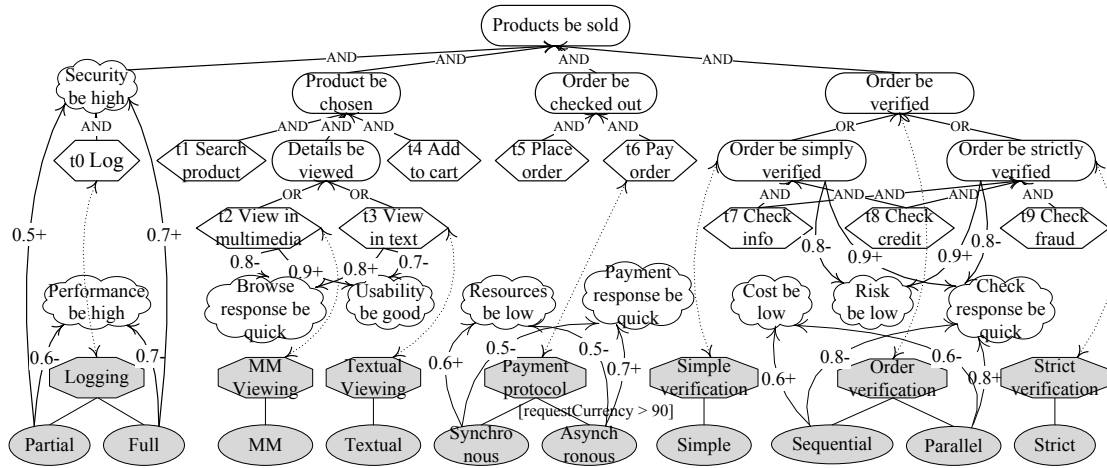 Products be sold
AND
AND
AND
AND
Security
be high
Product be
chosen
Order be
checked out
Order be
verified
AND
AND
AND
AND
AND
AND
OR
OR
t0 Log
t1 Search
product
Details be
viewed
t4 Add
to cart
t5 Place
order
t6 Pay
order
Order be simply
verified
Order be strictly
verified
OR
OR
AND
AND
AND
AND
AND
t2 View in
multimedia
t3 View
in text
t7 Check
info
t8 Check
credit
t9 Check
fraud
0.5+
0.7+
0.8-
0.9+
0.8+
0.7-
0.8-
0.9+
0.9+
0.8-
Performance
be high
Browse
response be
quick
Usability
be good
Resources
be low
Payment
response be
quick
Cost be
low
Risk
be low
Check
response be
quick
0.6-
0.7-
0.6+
0.5-
0.5-
0.7+
0.6+
0.8-
0.6-
0.8+
Logging
MM
Viewing
Textual
Viewing
Payment
protocol
Simple
verification
Order
verification
Strict
verification
[requestCurrency > 90]
Partial
Full
MM
Textual
Synchro
nous
Asynch
ronous
Simple
Sequential
Parallel
Strict